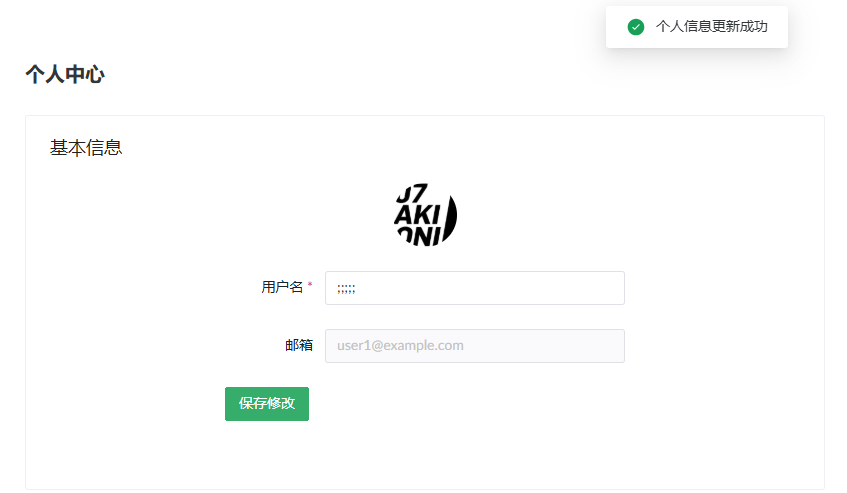 个人信息更新成功
个人中心
基本信息
J7
AKI
ONI
用户名 *
;;;;;
邮箱
user1@example.com
保存修改